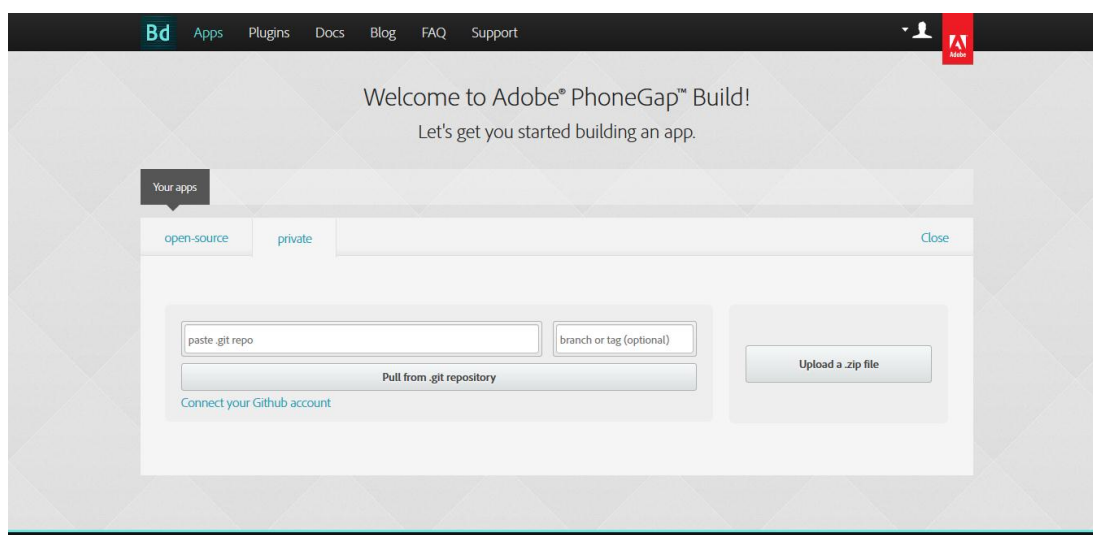 Bd Apps Plugins Docs Blog FAQ Support
Adobe
Welcome to Adobe® PhoneGap™ Build!
Let's get you started building an app.
Your apps
open-source private Close
paste .git repo branch or tag (optional)
Pull from .git repository
Upload a .zip file
Connect your Github account